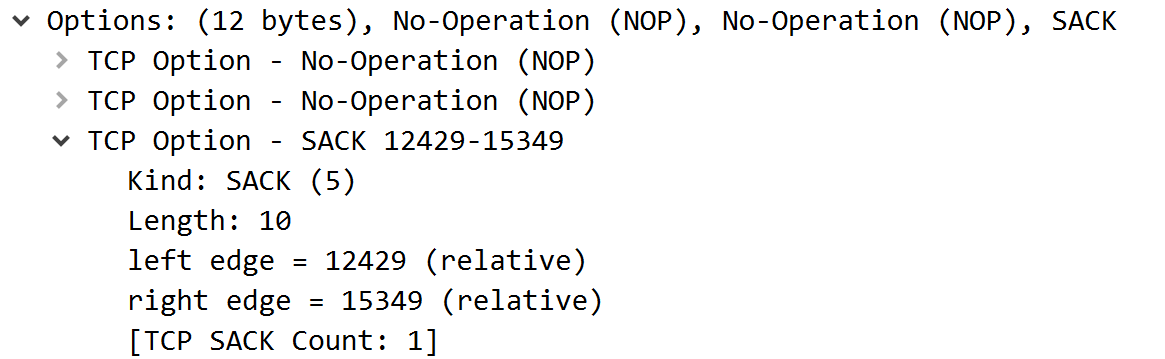 Options: (12 bytes), No-Operation (NOP), No-Operation (NOP), SACK
TCP Option - No-Operation (NOP)
TCP Option - No-Operation (NOP)
TCP Option - SACK 12429-15349
Kind: SACK (5)
Length: 10
left edge = 12429 (relative)
right edge = 15349 (relative)
[TCP SACK Count: 1]